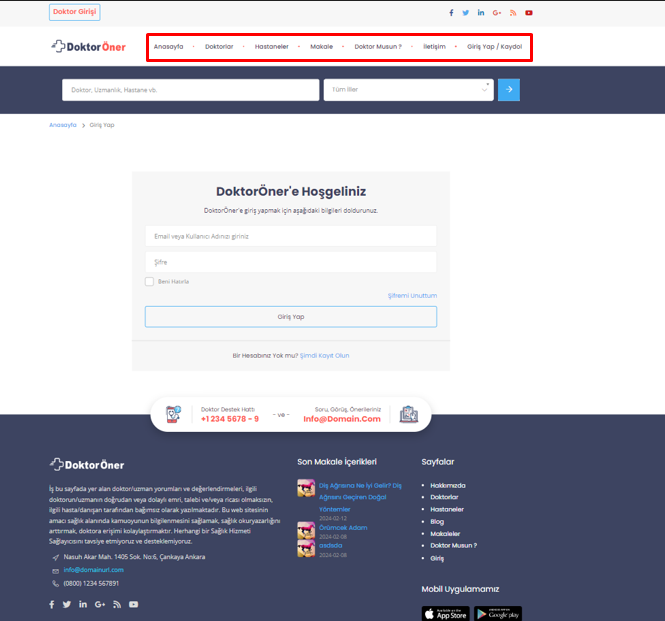 Doktor Girişi
DoktorÖner
Anasayfa
Doktorlar
Hastaneler
Makale
Doktor Musun ?
İletişim
Giriş Yap / Kaydol
Doktor, Uzmanlık, Hastane vb.
Tüm İller
Anasayfa > Giriş Yap
DoktorÖner'e Hoşgeliniz
DoktorÖner'e giriş yapmak için aşağıdaki bilgileri doldurunuz.
Email veya Kullanıcı Adınızı giriniz
Şifre
Beni Hatırla
Şifremi Unuttum
Giriş Yap
Bir Hesabınız Yok mu? Şimdi Kayıt Olun
Doktor Destek Hattı
+1 234 5678 - 9
- ve -
Soru, Görüş, Önerileriniz
Info@Domain.Com
DoktorÖner
İş bu sayfada yer alan doktor/uzman yorumları ve değerlendirmeleri, ilgili
doktorun/uzmanın doğrudan veya dolaylı emri, talebi ve/veya ricası olmaksızın,
ilgili hasta/danışan tarafından bağımsız olarak yazılmaktadır. Bu web sitesinin
amacı sağlık alanında kamuoyunun bilgilenmesini sağlamak, sağlık okuryazarlığını
arttırmak, doktora erişimi kolaylaştırmaktır. Herhangi bir Sağlık Hizmeti
Sağlayıcısını tavsiye etmiyoruz ve desteklemiyoruz.
Nasuh Akar Mah. 1405 Sok. No:6, Çankaya Ankara
info@domainurl.com
(0800) 1234 567891
Son Makale İçerikleri
Diş Ağrısına Ne İyi Gelir? Diş
Ağrısını Geçiren Doğal
Yöntemler
2024-02-12
Örümcek Adam
2024-02-08
asdsda
2024-02-08
Sayfalar
Hakkımızda
Doktorlar
Hastaneler
Blog
Makaleler
Doktor Musun ?
Giriş
Mobil Uygulamamız
Available on the
App Store
Google play